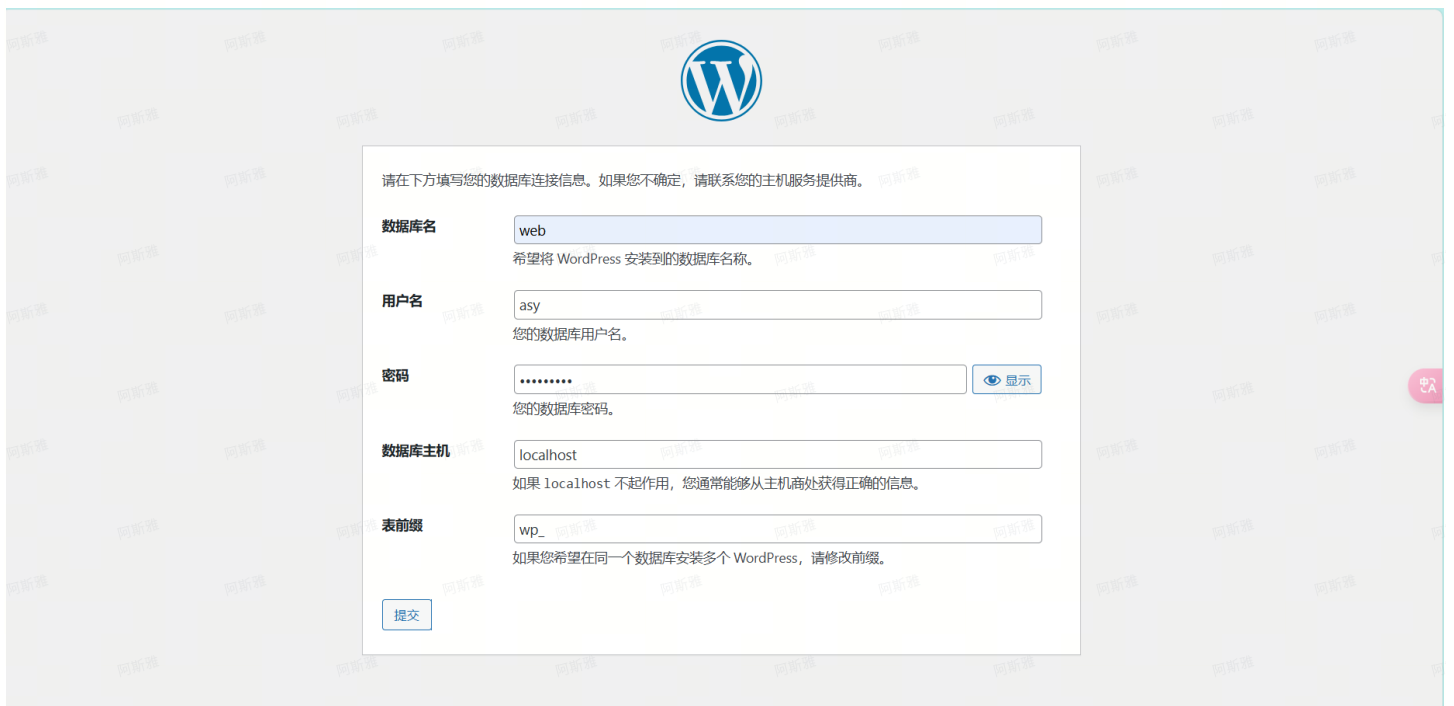 请在下方填写您的数据库连接信息。如果您不确定，请联系您的主机服务提供商。
数据库名
web
希望将 WordPress 安装到的数据库名称。
用户名
asy
您的数据库用户名。
密码
•••••••••
显示
您的数据库密码。
数据库主机
localhost
如果 localhost 不起作用，您通常能够从主机商处获得正确的信息。
表前缀
wp_
如果您希望在同一个数据库安装多个 WordPress，请修改前缀。
提交
阿斯雅